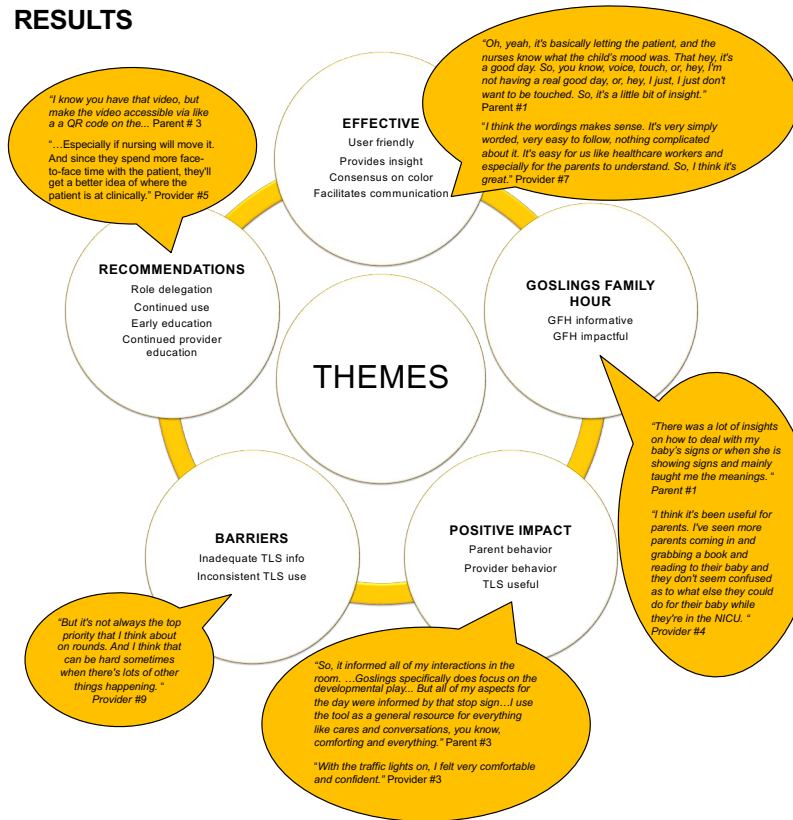 RESULTS
"I know you have that video, but
make the video accessible via like
a a QR code on the... Parent # 3
"…Especially if nursing will move it.
And since they spend more face-
to-face time with the patient, they'll
get a better idea of where the
patient is at clinically." Provider #5
EFFECTIVE
User friendly
Provides insight
Consensus on color
Facilitates communication
"Oh, yeah, it's basically letting the patient, and the
nurses know what the child's mood was. That hey, it's
a good day. So, you know, voice, touch, or, hey, I'm
not having a real good day, or, hey, I just, I just don't
want to be touched. So, it's a little bit of insight."
Parent #1
"I think the wordings makes sense. It's very simply
worded, very easy to follow, nothing complicated
about it. It's easy for us like healthcare workers and
especially for the parents to understand. So, I think it's
great." Provider #7
RECOMMENDATIONS
Role delegation
Continued use
Early education
Continued provider
education
GOSLINGS FAMILY
HOUR
GFH informative
GFH impactful
THEMES
"There was a lot of insights
on how to deal with my
baby's signs or when she is
showing signs and mainly
taught me the meanings. "
Parent #1
"I think it's been useful for
parents. I've seen more
parents coming in and
grabbing a book and
reading to their baby and
they don't seem confused
as to what else they could
do for their baby while
they're in the NICU. "
Provider #4
BARRIERS
Inadequate TLS info
Inconsistent TLS use
POSITIVE IMPACT
Parent behavior
Provider behavior
TLS useful
"But it's not always the top
priority that I think about
on rounds. And I think that
can be hard sometimes
when there's lots of other
things happening. "
Provider #9
"So, it informed all of my interactions in the
room. …Goslings specifically does focus on the
developmental play... But all of my aspects for
the day were informed by that stop sign…I use
the tool as a general resource for everything
like cares and conversations, you know,
comforting and everything." Parent #3
"With the traffic lights on, I felt very comfortable
and confident." Provider #3